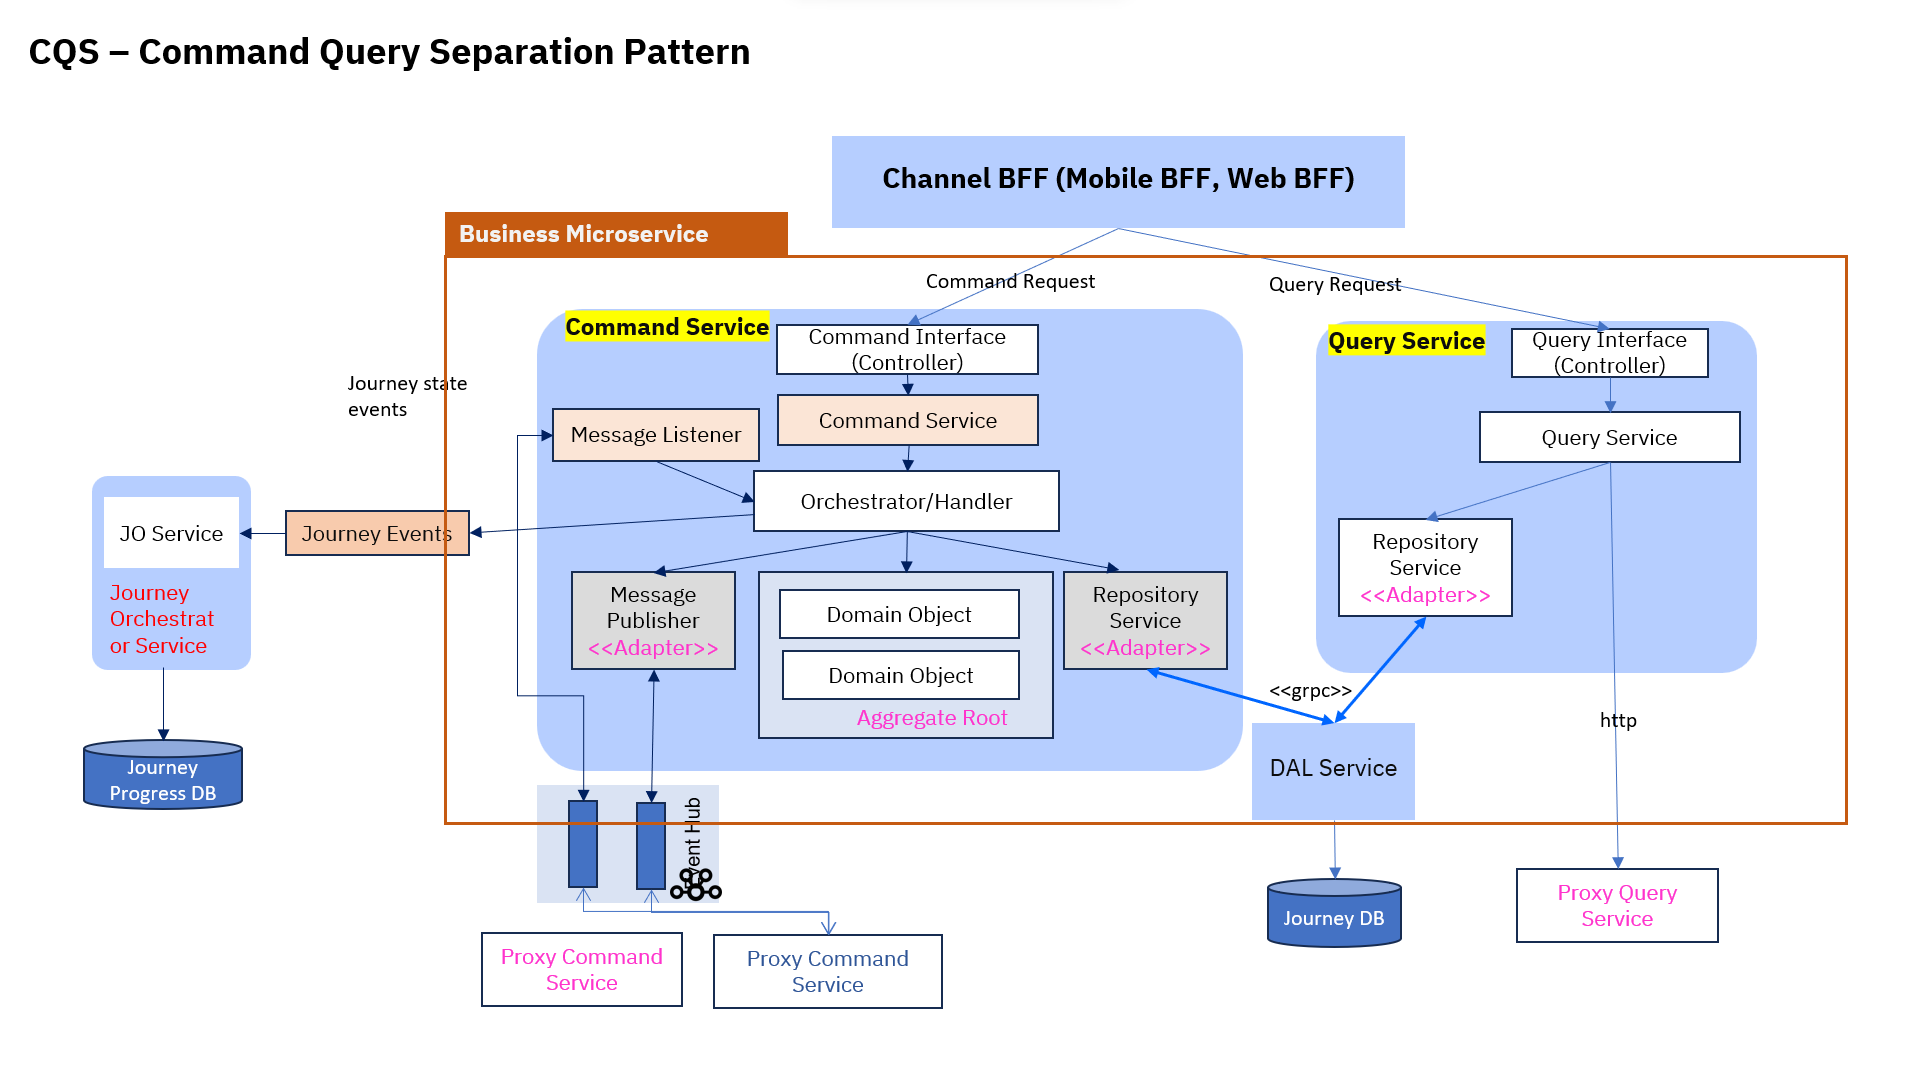 CQS – Command Query Separation Pattern
Channel BFF (Mobile BFF, Web BFF)
Business Microservice
Command Request
Query Request
Command Service
Command Interface
(Controller)
Query Service
Query Interface
(Controller)
Journey state
events
Message Listener
Command Service
Query Service
Orchestrator/Handler
JO Service
Journey Events
Journey
Orchestrat
or Service
Message
Publisher
<<Adapter>>
Domain Object
Domain Object
Aggregate Root
Repository
Service
<<Adapter>>
Repository
Service
<<Adapter>>
<<grpc>>
http
DAL Service
Journey
Progress DB
Event Hub
Journey DB
Proxy Query
Service
Proxy Command
Service
Proxy Command
Service